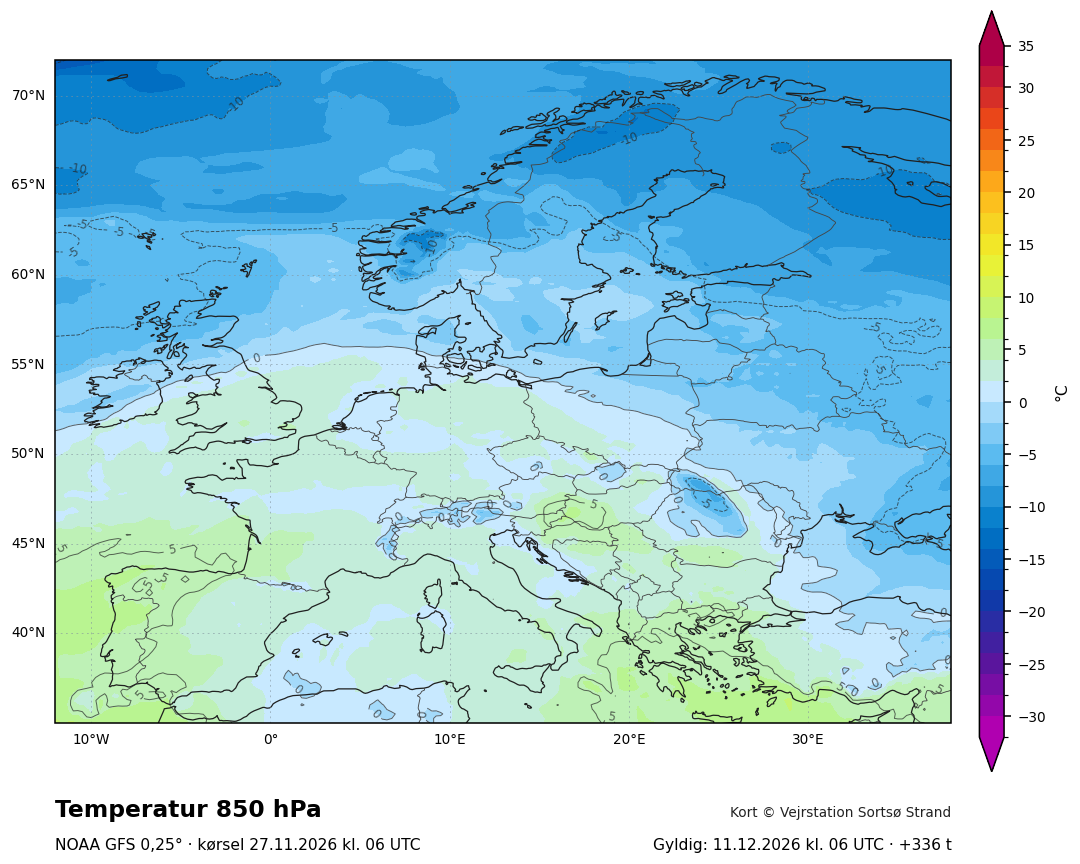 70°N
65°N
60°N
55°N
50°N
45°N
40°N
10°W
0°
10°E
20°E
30°E
35
30
25
20
15
10
5
0
−5
−10
−15
−20
−25
−30
°C
Temperatur 850 hPa
Kort © Vejrstation Sortsø Strand
NOAA GFS 0,25° · kørsel 27.11.2026 kl. 06 UTC
Gyldig: 11.12.2026 kl. 06 UTC · +336 t